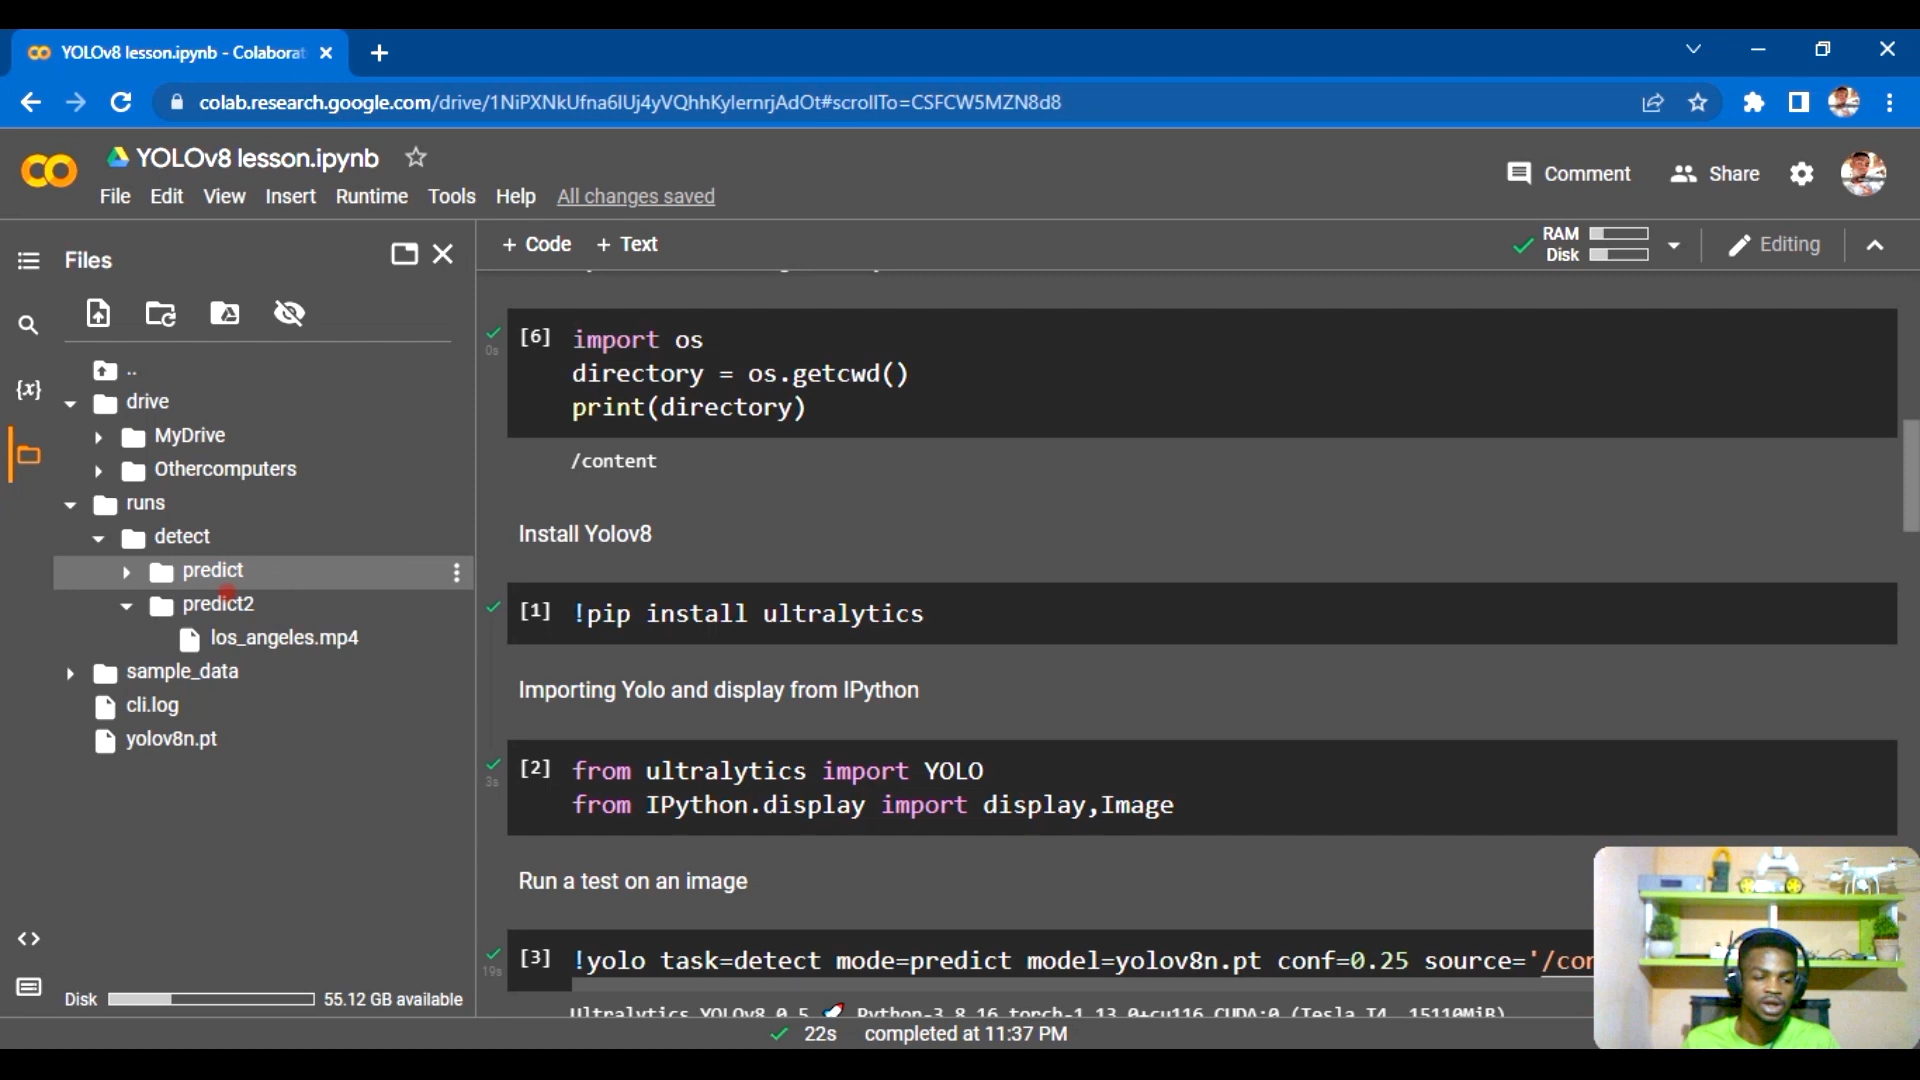 YOLOv8 lesson.ipynb - Colaborat
colab.research.google.com/drive/1NiPXNkUfna6IUj4yVQhhKylernrjAdOt#scrollTo=CSFCW5MZN8d8
YOLOv8 lesson.ipynb
File Edit View Insert Runtime Tools Help All changes saved
Comment Share
Files
+ Code + Text
RAM
Disk
Editing
..
drive
MyDrive
Othercomputers
runs
detect
predict
predict2
los_angeles.mp4
sample_data
cli.log
yolov8n.pt
Disk 55.12 GB available
{x}
[6] import os
0s
directory = os.getcwd()
print(directory)
/content
Install Yolov8
[1] !pip install ultralytics
Importing Yolo and display from IPython
[2] from ultralytics import YOLO
3s
from IPython.display import display,Image
Run a test on an image
[3] !yolo task=detect mode=predict model=yolov8n.pt conf=0.25 source='/con
19s
Ultralytics YOLOv8.0.5 🚀 Python-3.8.16 torch-1.13.0+cu116 CUDA:0 (Tesla T4, 15110MiB)
22s completed at 11:37 PM